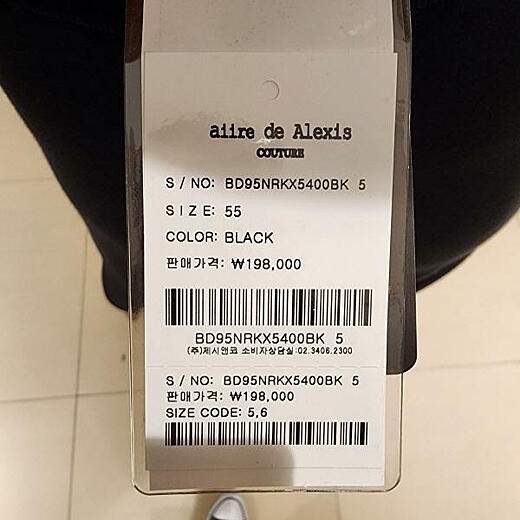 aiire de Alexis
COUTURE
S / NO: BD95NRKX5400BK 5
S I Z E: 55
COLOR: BLACK
판매가격: ₩198,000
BD95NRKX5400BK 5
(주)제시앤코 소비자상담실:02.3406.2300
S / NO: BD95NRKX5400BK 5
판매가격: ₩198,000
SIZE CODE: 5,6